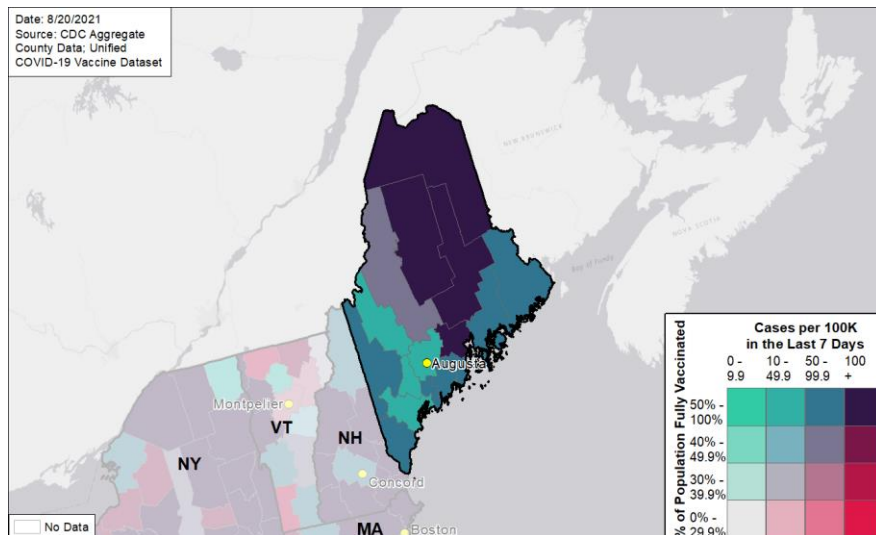 Date: 8/20/2021
Source: CDC Aggregate
County Data; Unified
COVID-19 Vaccine Dataset
NEW BRUNSWICK
NOVA SCOTIA
Bay of Fundy
Augusta
Montpelier
VT
NH
NY
Concord
MA
Boston
No Data
Cases per 100K
in the Last 7 Days
0 - 10 - 50 - 100
9.9 49.9 99.9 +
% of Population Fully Vaccinated
50% -
100%
40% -
49.9%
30% -
39.9%
0% -
29.9%